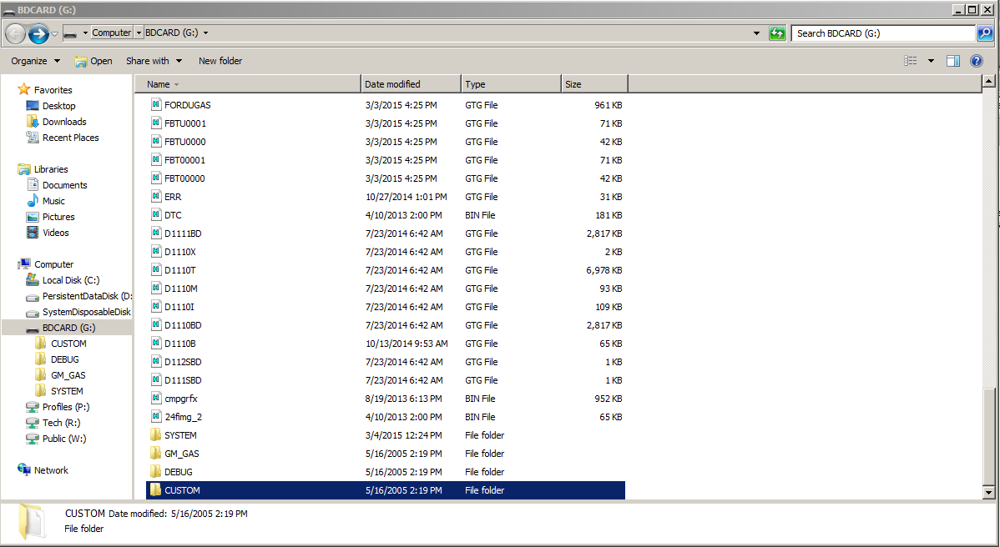 BDCARD (G:)
Computer BDCARD (G:) Search BDCARD (G:)
Organize Open Share with New folder
Favorites
Desktop
Downloads
Recent Places
Libraries
Documents
Music
Pictures
Videos
Computer
Local Disk (C:)
PersistentDataDisk (D:
SystemDisposableDisk
BDCARD (G:)
CUSTOM
DEBUG
GM_GAS
SYSTEM
Profiles (P:)
Tech (R:)
Public (W:)
Network
Name Date modified Type Size
FORDUGAS 3/3/2015 4:25 PM GTG File 961 KB
FBTU0001 3/3/2015 4:25 PM GTG File 71 KB
FBTU0000 3/3/2015 4:25 PM GTG File 42 KB
FBT00001 3/3/2015 4:25 PM GTG File 71 KB
FBT00000 3/3/2015 4:25 PM GTG File 42 KB
ERR 10/27/2014 1:01 PM GTG File 31 KB
DTC 4/10/2013 2:00 PM BIN File 181 KB
D1111BD 7/23/2014 6:42 AM GTG File 2,817 KB
D1110X 7/23/2014 6:42 AM GTG File 2 KB
D1110T 7/23/2014 6:42 AM GTG File 6,978 KB
D1110M 7/23/2014 6:42 AM GTG File 93 KB
D1110I 7/23/2014 6:42 AM GTG File 109 KB
D1110BD 7/23/2014 6:42 AM GTG File 2,817 KB
D1110B 10/13/2014 9:53 AM GTG File 65 KB
D112SBD 7/23/2014 6:42 AM GTG File 1 KB
D111SBD 7/23/2014 6:42 AM GTG File 1 KB
cmpgrfx 8/19/2013 6:13 PM BIN File 952 KB
24fimg_2 4/10/2013 2:00 PM BIN File 65 KB
SYSTEM 3/4/2015 12:24 PM File folder
GM_GAS 5/16/2005 2:19 PM File folder
DEBUG 5/16/2005 2:19 PM File folder
CUSTOM 5/16/2005 2:19 PM File folder
CUSTOM Date modified: 5/16/2005 2:19 PM
File folder